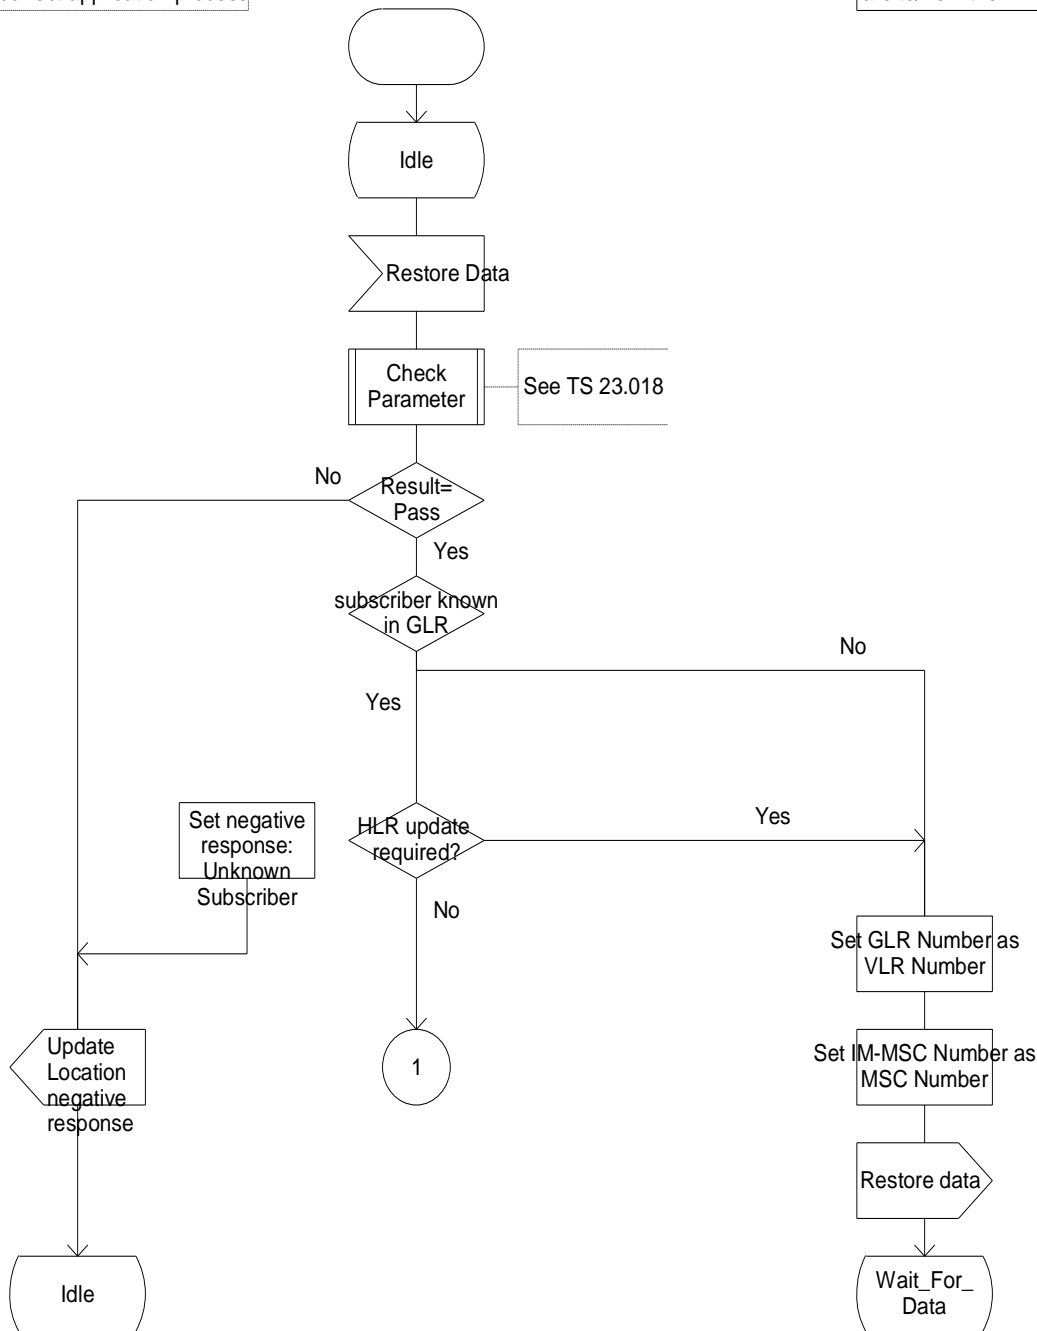 Idle
Restore Data
Check
Parameter
See TS 23.018
No
Result=
Pass
Yes
subscriber known
in GLR
No
Yes
Set negative
response:
Unknown
Subscriber
HLR update
required?
Yes
No
Set GLR Number as
VLR Number
Update
Location
negative
response
1
Set IM-MSC Number as
MSC Number
Restore data
Idle
Wait_For_
Data